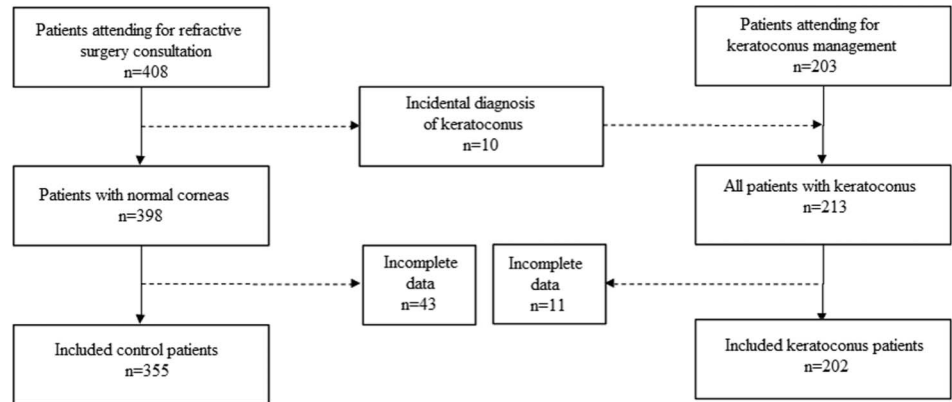 Patients attending for refractive
surgery consultation
n=408
Patients attending for
keratoconus management
n=203
Incidental diagnosis
of keratoconus
n=10
Patients with normal corneas
n=398
All patients with keratoconus
n=213
Incomplete
data
n=43
Incomplete
data
n=11
Included control patients
n=355
Included keratoconus patients
n=202